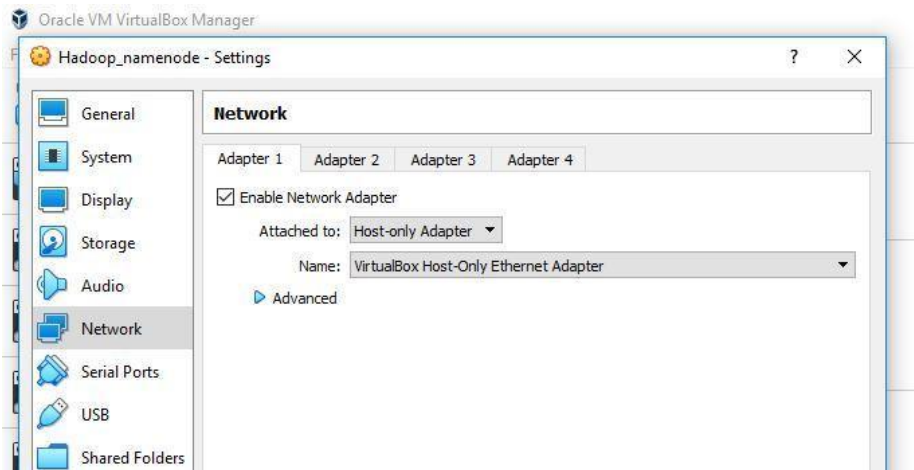 Oracle VM VirtualBox Manager
Hadoop_namenode - Settings
?
General
Network
System
Adapter 1 Adapter 2 Adapter 3 Adapter 4
Display
Enable Network Adapter
Attached to: Host-only Adapter
Storage
Name: VirtualBox Host-Only Ethernet Adapter
Audio
Advanced
Network
Serial Ports
USB
Shared Folders